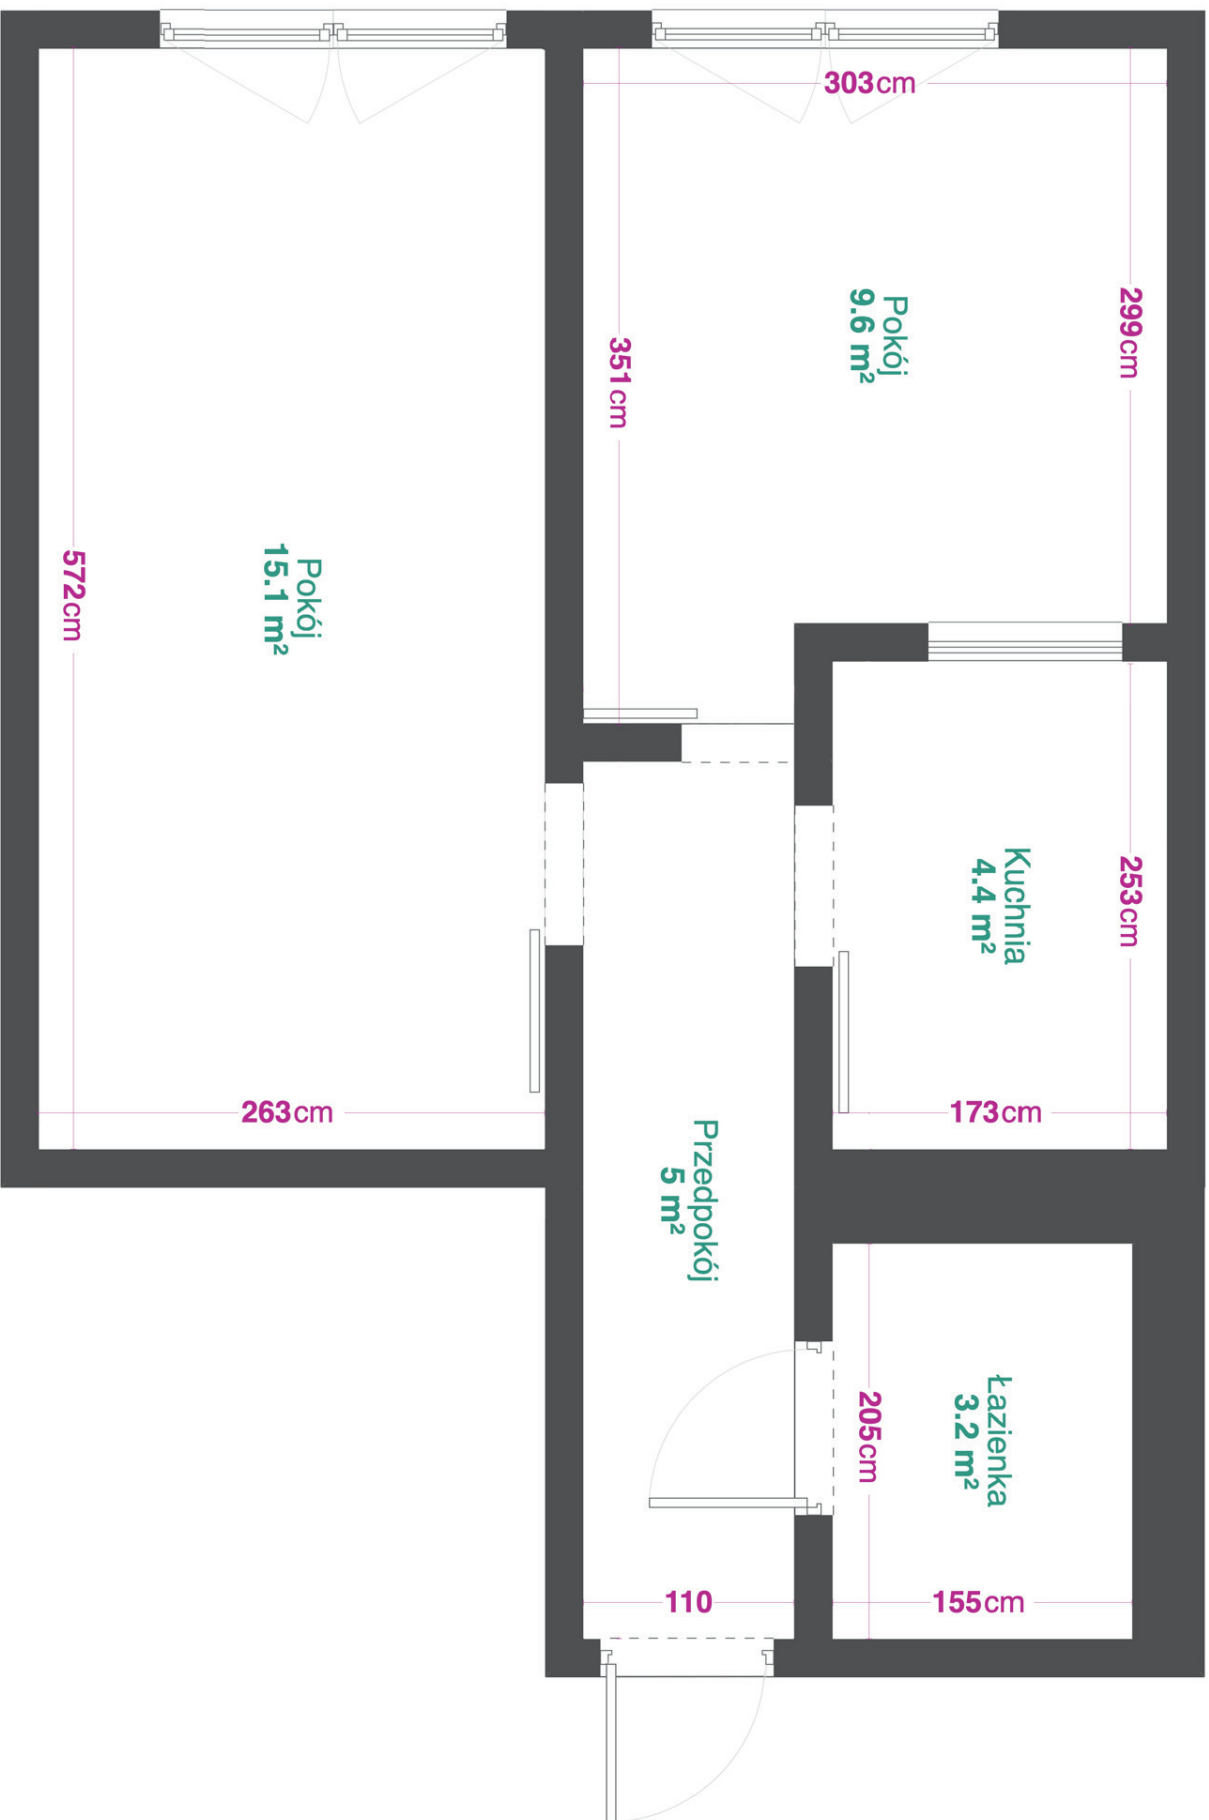 303cm
Pokój
9.6 m²
299cm
351cm
572cm
Pokój
15.1 m²
Kuchnia
4.4 m²
253cm
263cm
173cm
Przedpokój
5 m²
Łazienka
3.2 m²
205cm
110
155cm